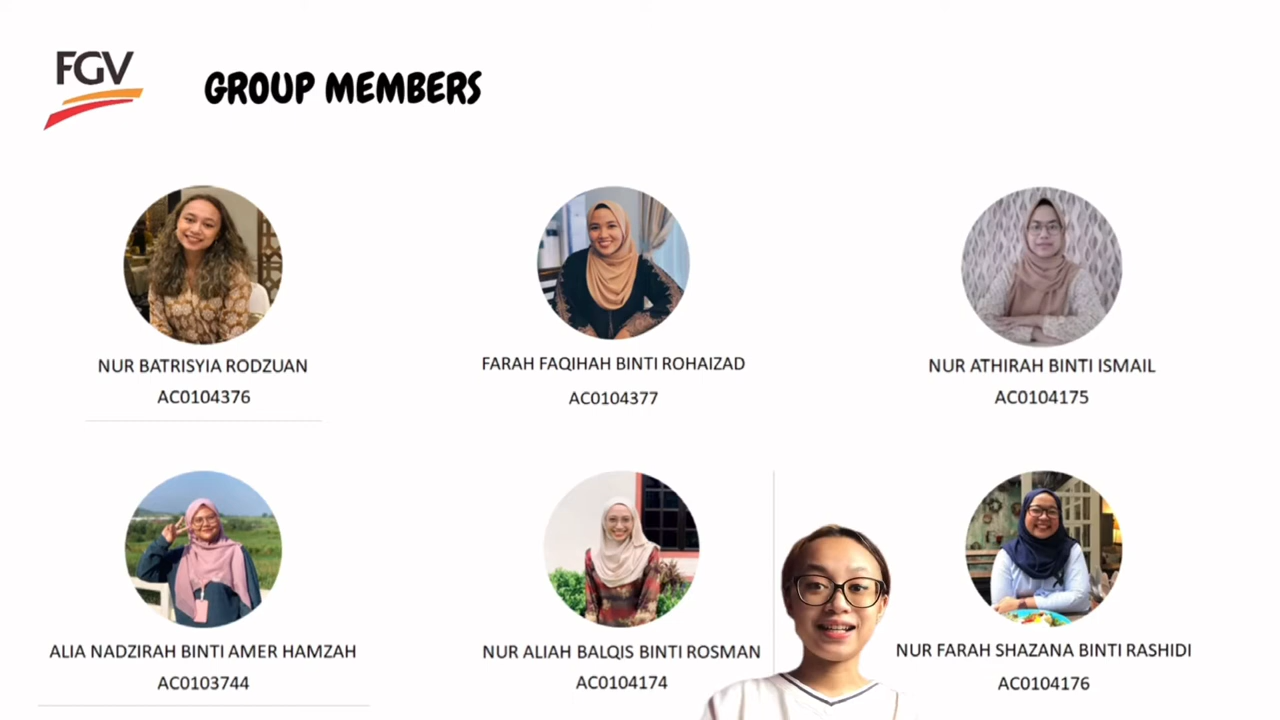 FGV
GROUP MEMBERS
NUR BATRISYIA RODZUAN
AC0104376
FARAH FAQIHAH BINTI ROHAIZAD
AC0104377
NUR ATHIRAH BINTI ISMAIL
AC0104175
ALIA NADZIRAH BINTI AMER HAMZAH
AC0103744
NUR ALIAH BALQIS BINTI ROSMAN
AC0104174
NUR FARAH SHAZANA BINTI RASHIDI
AC0104176